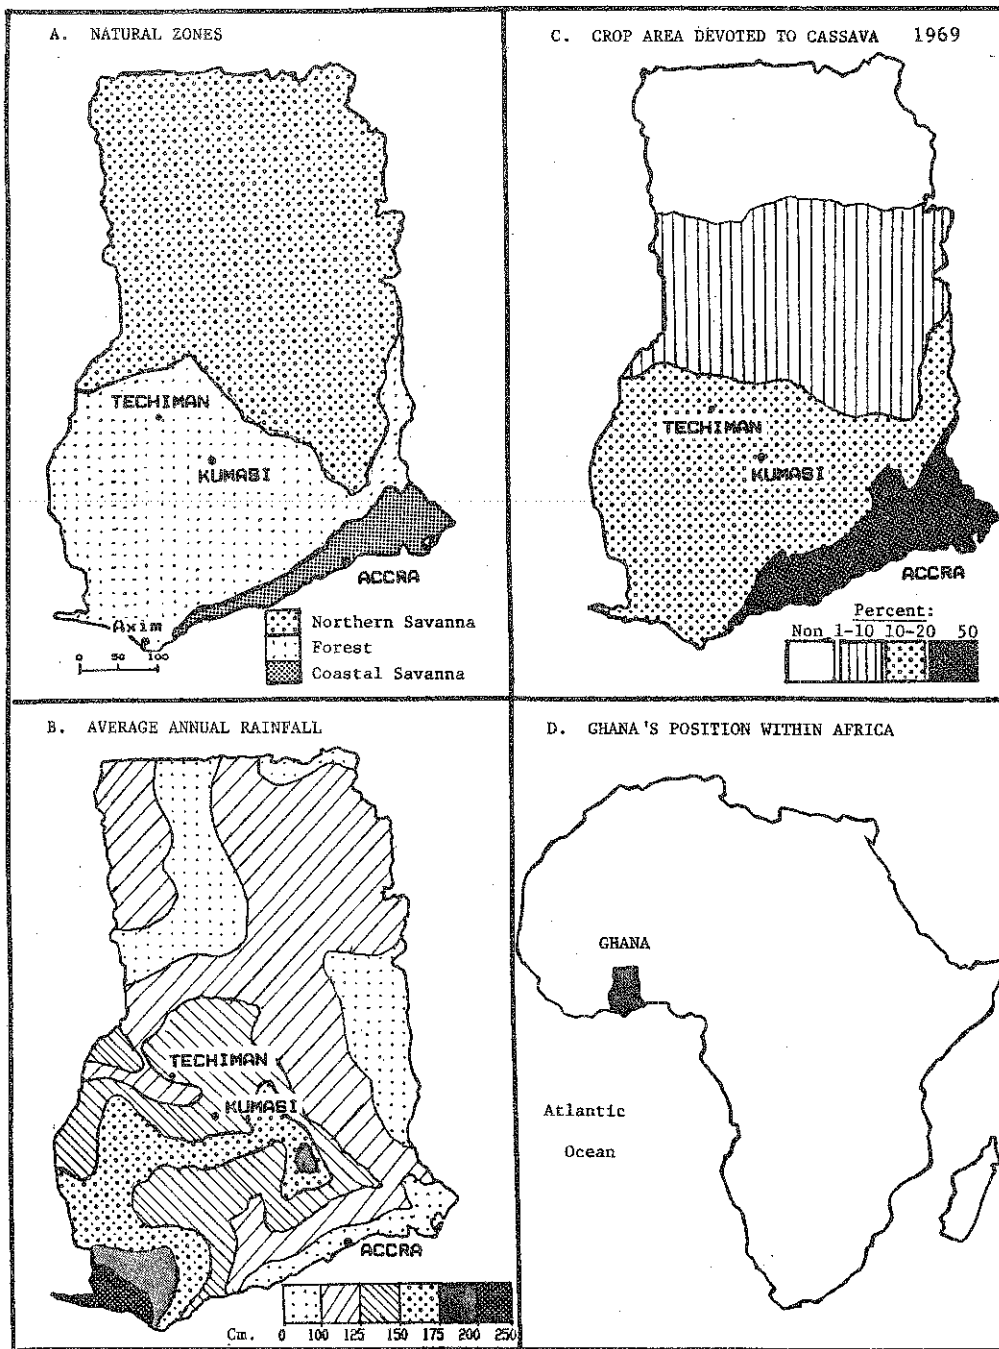 A. NATURAL ZONES
TECHIMAN
KUMASI
ACCRA
Axim
0 50 100
Northern Savanna
Forest
Coastal Savanna
C. CROP AREA DEVOTED TO CASSAVA 1969
TECHIMAN
KUMASI
ACCRA
Percent:
Non 1-10 10-20 50
B. AVERAGE ANNUAL RAINFALL
TECHIMAN
KUMASI
ACCRA
Cm. 0 100 125 150 175 200 250
D. GHANA'S POSITION WITHIN AFRICA
GHANA
Atlantic
Ocean